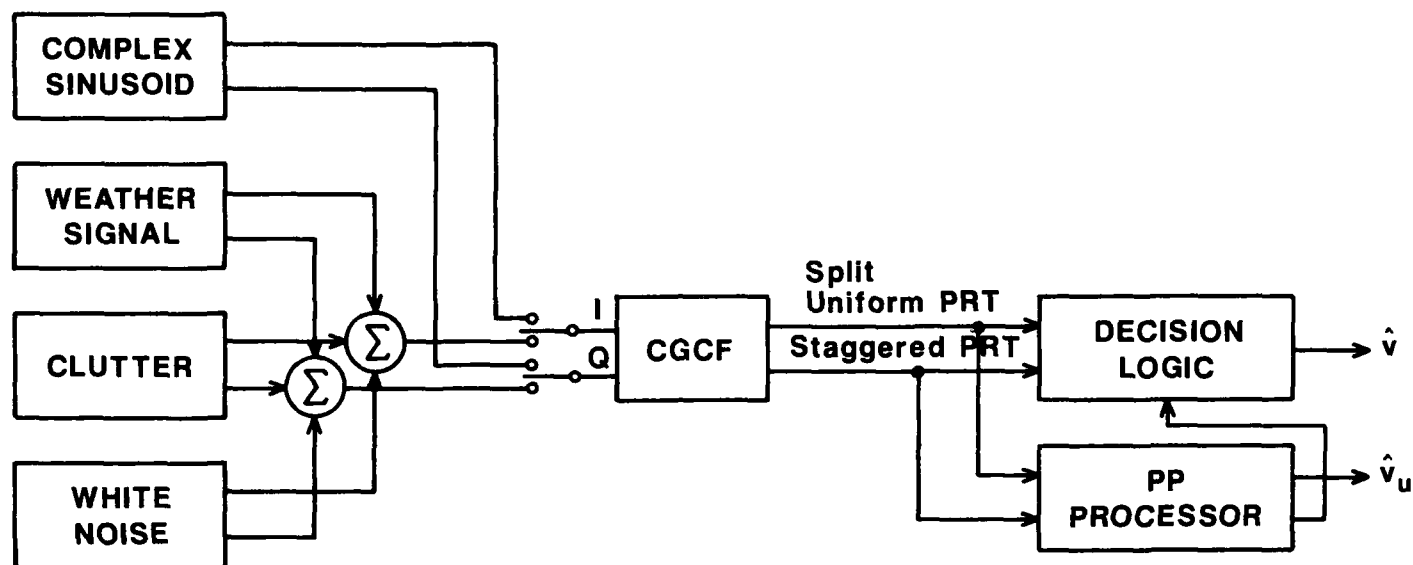 COMPLEX
SINUSOID
WEATHER
SIGNAL
CLUTTER
WHITE
NOISE
Σ
Σ
I
Q
CGCF
Split
Uniform PRT
Staggered PRT
DECISION
LOGIC
v̂
PP
PROCESSOR
v̂u